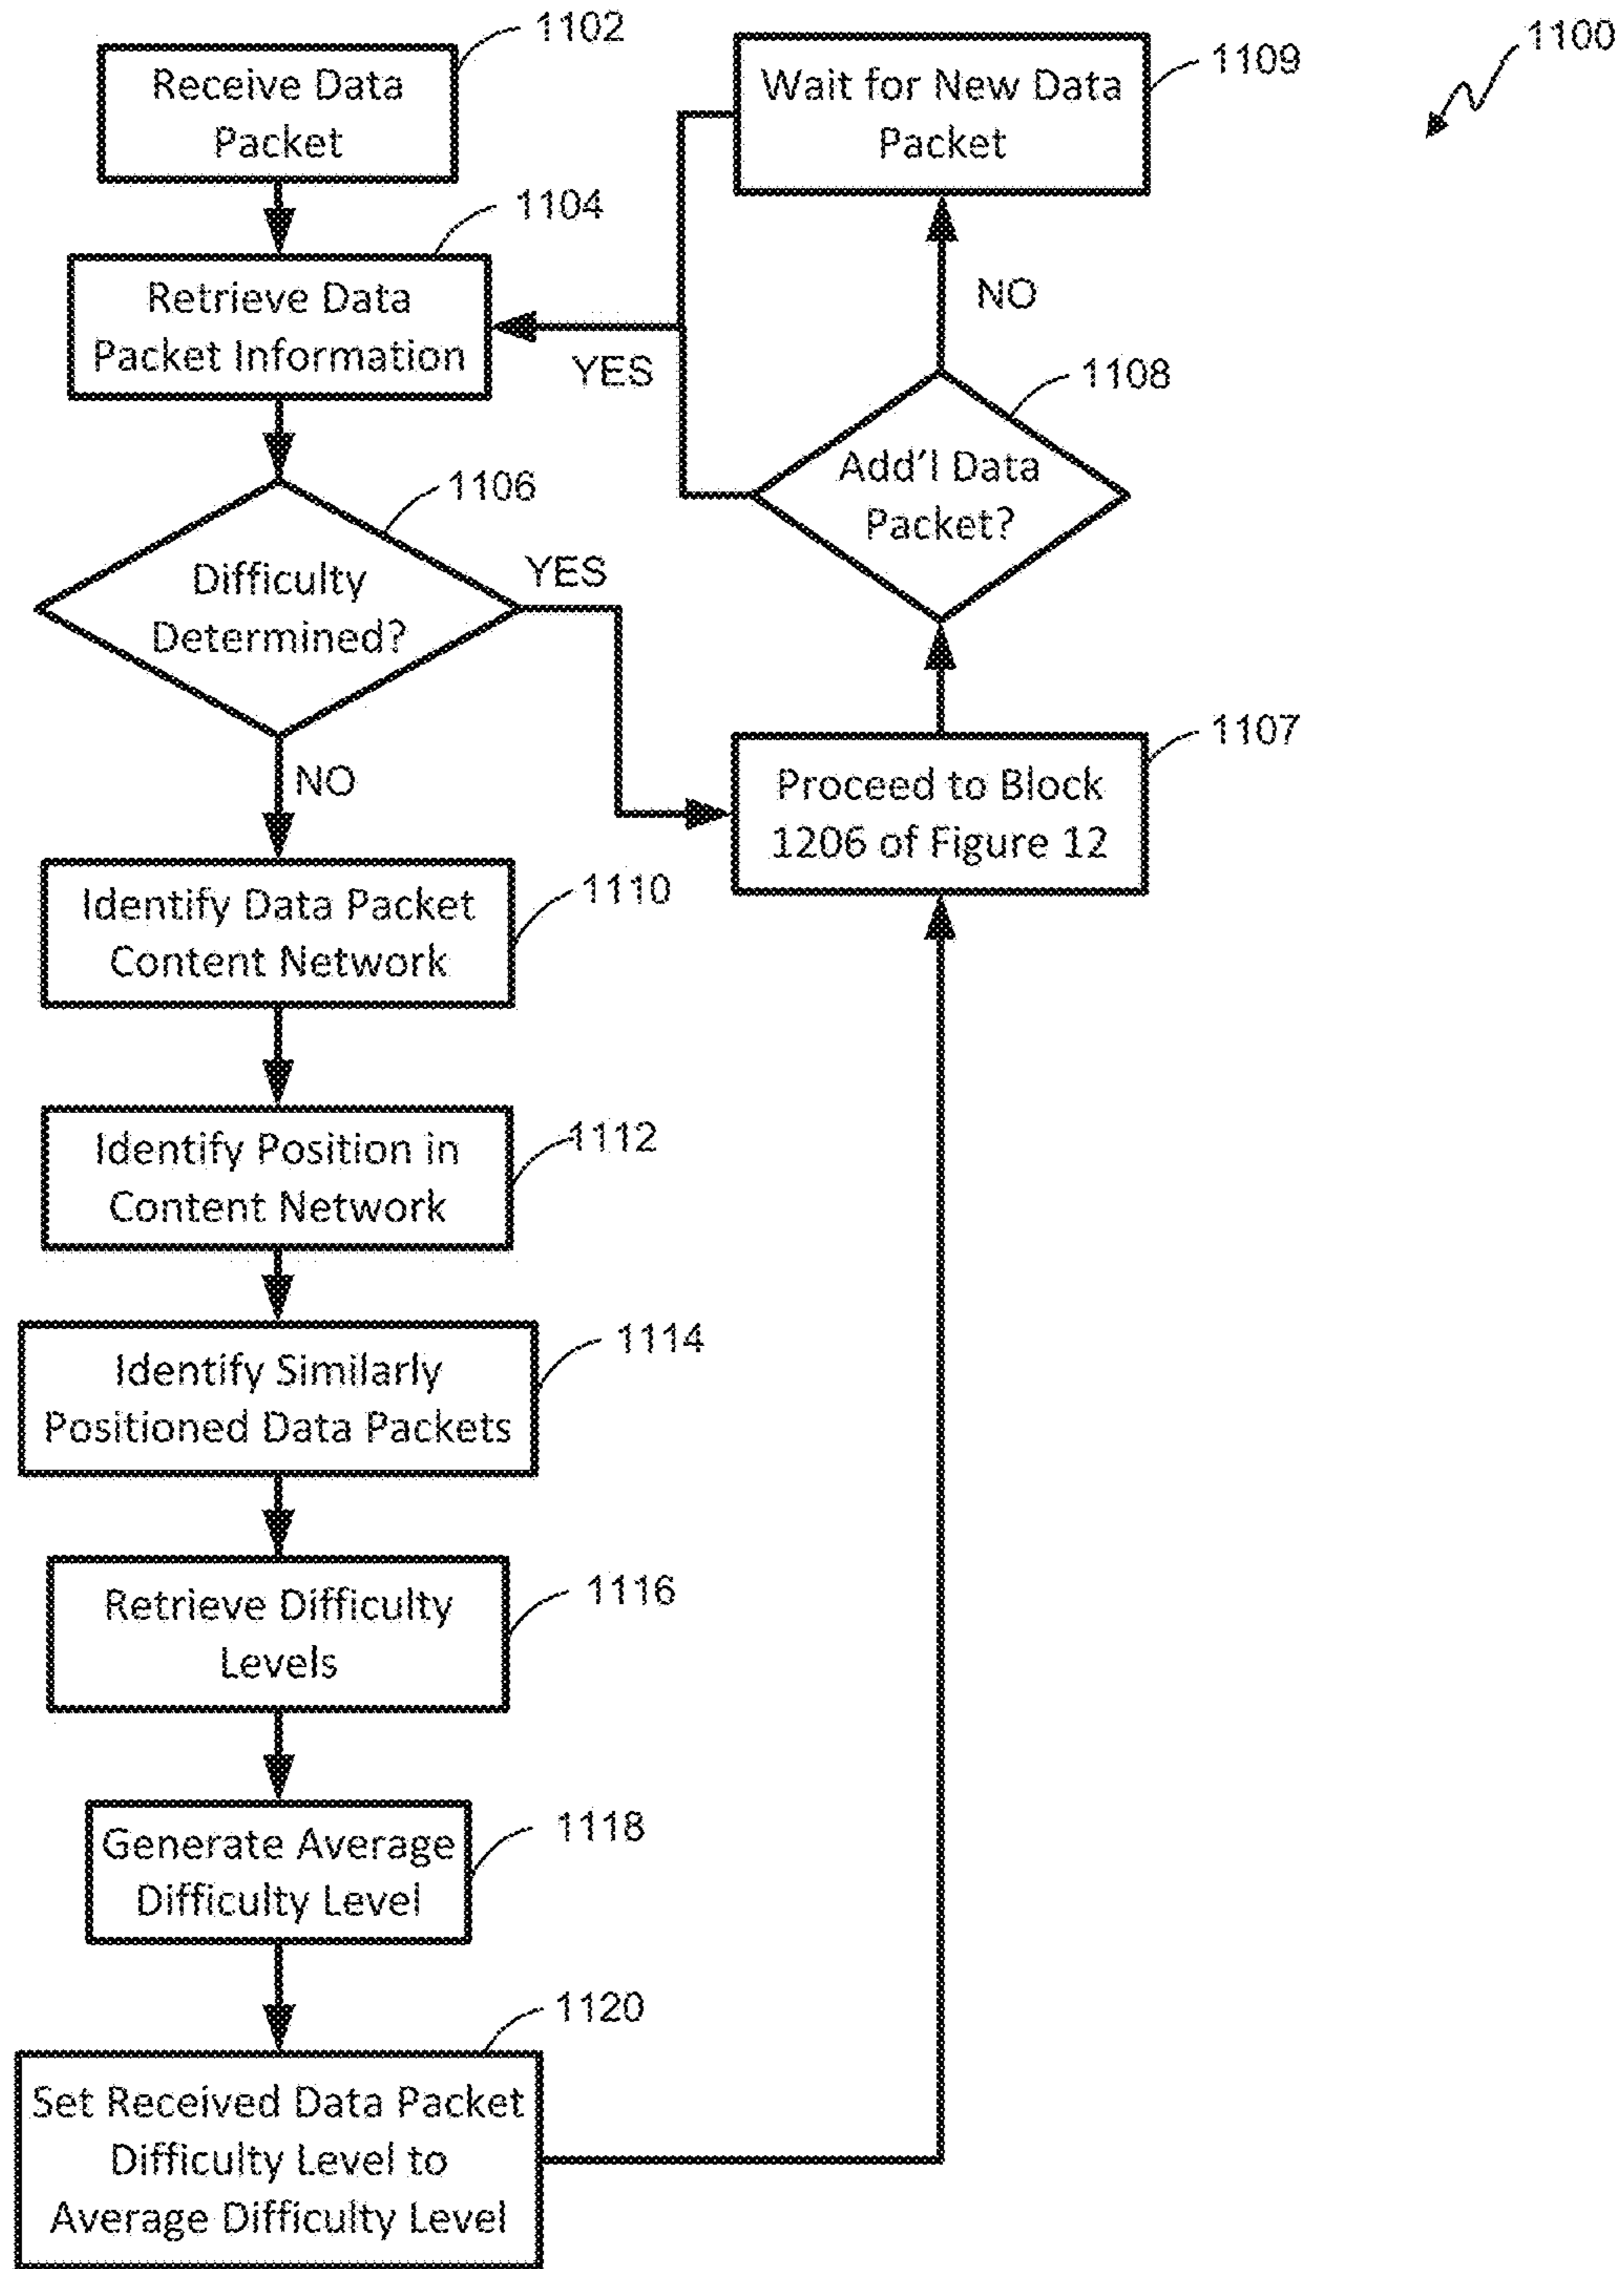 1100
1102
Receive Data
Packet
1104
Retrieve Data
Packet Information
1106
Difficulty
Determined?
YES
NO
1107
Proceed to Block
1206 of Figure 12
1108
Add'l Data
Packet?
YES
NO
1109
Wait for New Data
Packet
1110
Identify Data Packet
Content Network
1112
Identify Position in
Content Network
1114
Identify Similarly
Positioned Data Packets
1116
Retrieve Difficulty
Levels
1118
Generate Average
Difficulty Level
1120
Set Received Data Packet
Difficulty Level to
Average Difficulty Level